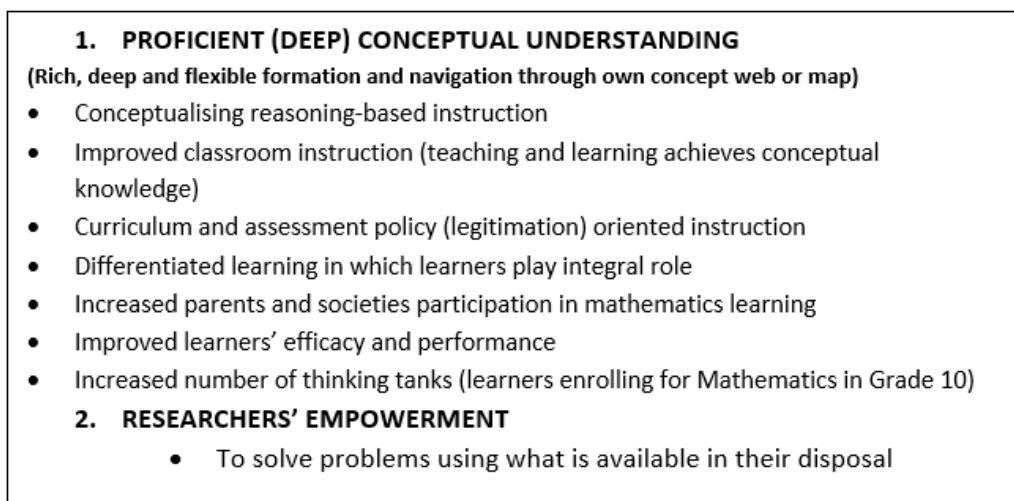 1. PROFICIENT (DEEP) CONCEPTUAL UNDERSTANDING
(Rich, deep and flexible formation and navigation through own concept web or map)
• Conceptualising reasoning-based instruction
• Improved classroom instruction (teaching and learning achieves conceptual
knowledge)
• Curriculum and assessment policy (legitimation) oriented instruction
• Differentiated learning in which learners play integral role
• Increased parents and societies participation in mathematics learning
• Improved learners’ efficacy and performance
• Increased number of thinking tanks (learners enrolling for Mathematics in Grade 10)
2. RESEARCHERS’ EMPOWERMENT
• To solve problems using what is available in their disposal